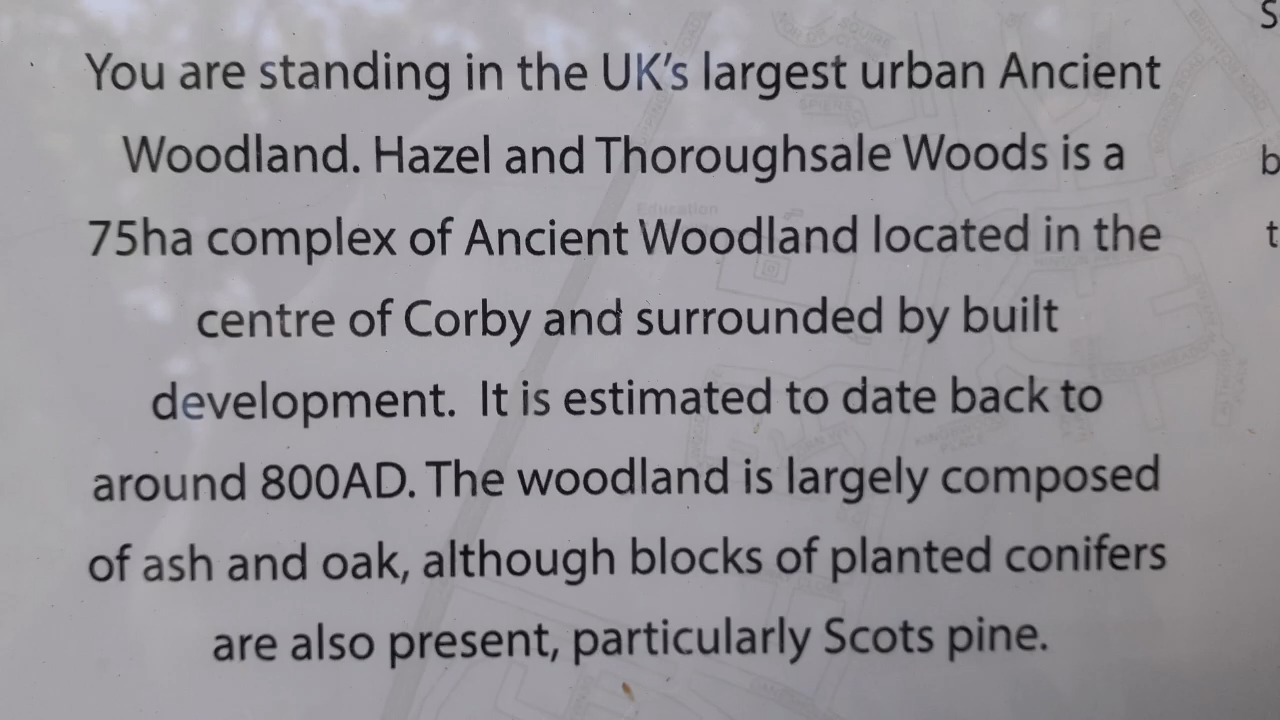 You are standing in the UK's largest urban Ancient
Woodland. Hazel and Thoroughsale Woods is a
75ha complex of Ancient Woodland located in the
centre of Corby and surrounded by built
development.  It is estimated to date back to
around 800AD. The woodland is largely composed
of ash and oak, although blocks of planted conifers
are also present, particularly Scots pine.
Education